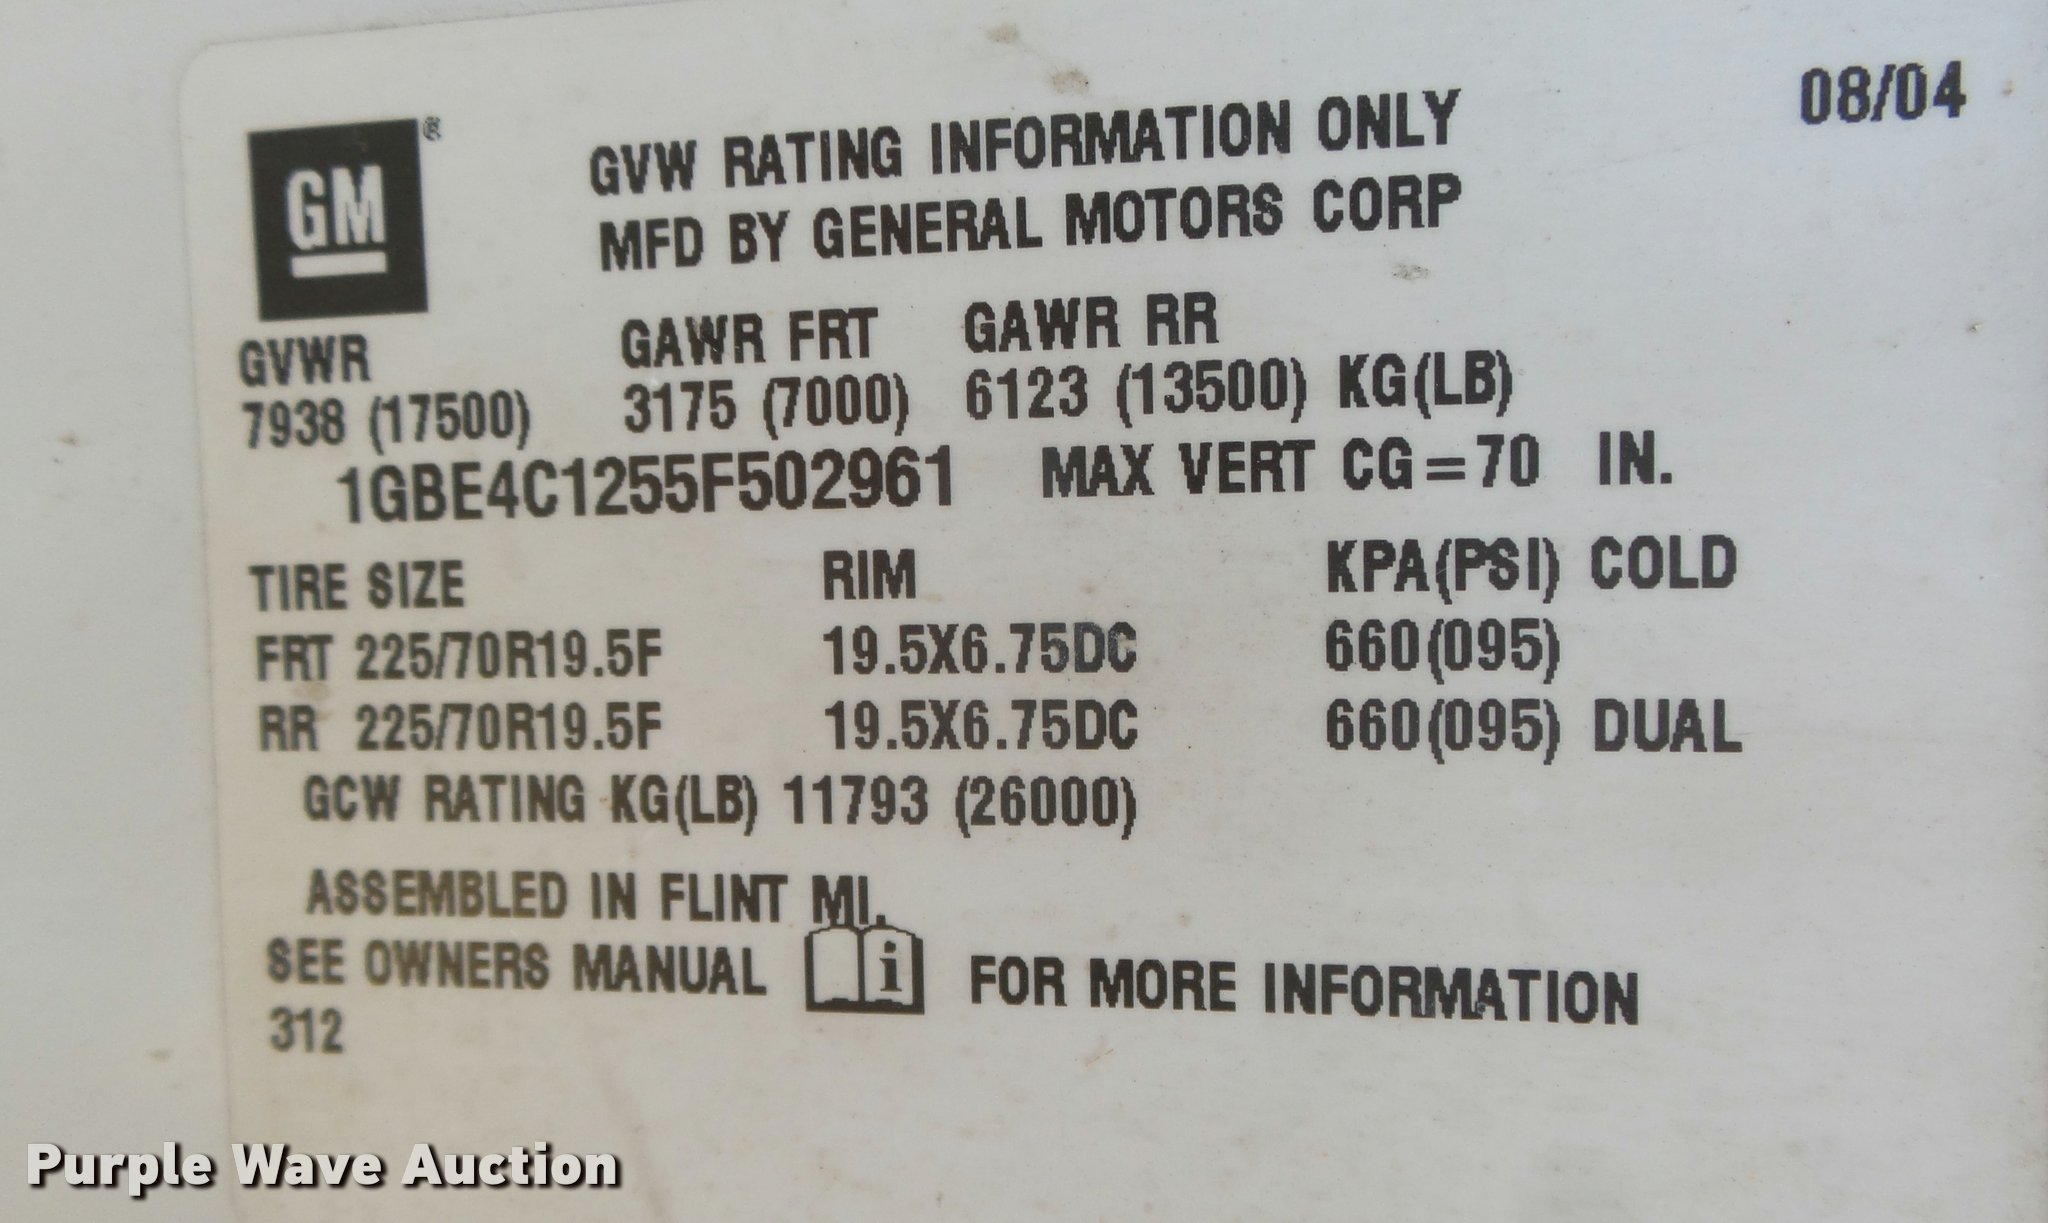 08/04
GM®
GVW RATING INFORMATION ONLY
MFD BY GENERAL MOTORS CORP
GVWR GAWR FRT GAWR RR
7938 (17500) 3175 (7000) 6123 (13500) KG(LB)
1GBE4C1255F502961 MAX VERT CG=70 IN.
TIRE SIZE RIM KPA(PSI) COLD
FRT 225/70R19.5F 19.5X6.75DC 660(095)
RR 225/70R19.5F 19.5X6.75DC 660(095) DUAL
GCW RATING KG(LB) 11793 (26000)
ASSEMBLED IN FLINT MI.
SEE OWNERS MANUAL i FOR MORE INFORMATION
312
Purple Wave Auction